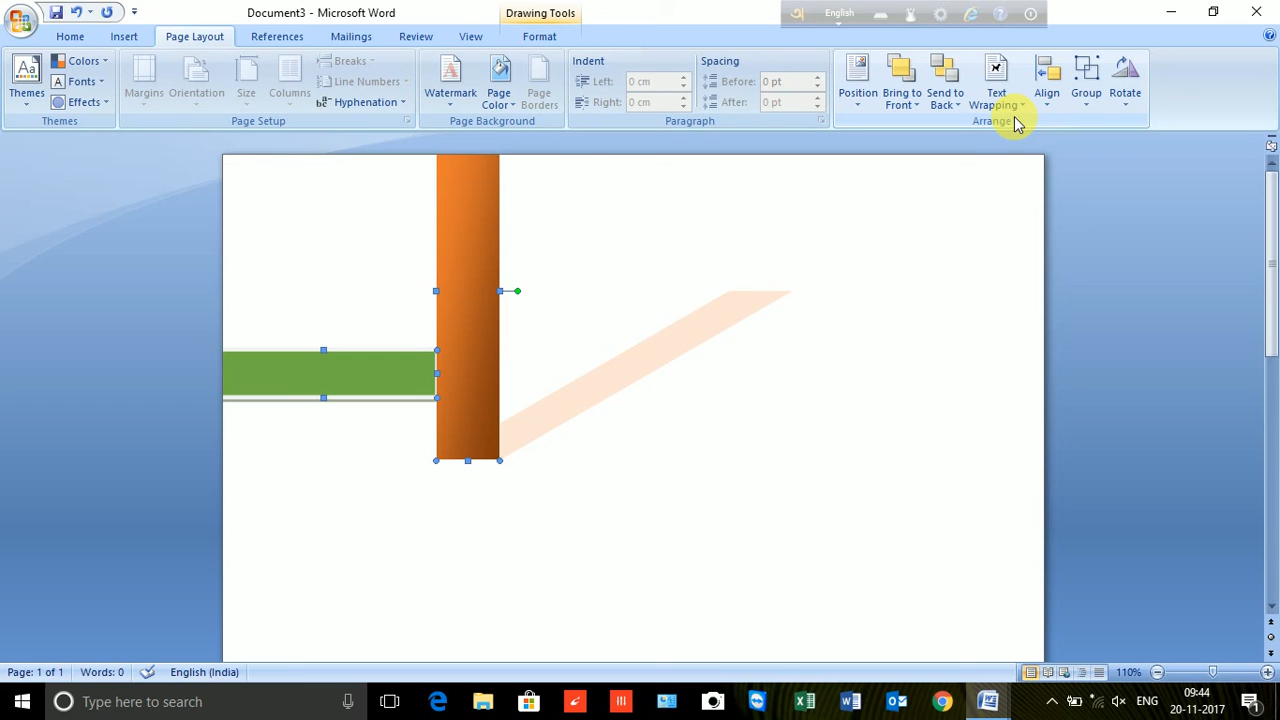 Document3 - Microsoft Word
Drawing Tools
English
Home
Insert
Page Layout
References
Mailings
Review
View
Format
Themes
Colors
Fonts
Effects
Themes
Margins
Orientation
Size
Columns
Breaks
Line Numbers
Hyphenation
Page Setup
Watermark
Page
Color
Page
Borders
Page Background
Indent
Left: 0 cm
Right: 0 cm
Spacing
Before: 0 pt
After: 0 pt
Paragraph
Position
Bring to
Front
Send to
Back
Text
Wrapping
Align
Group
Rotate
Arrange
Page: 1 of 1
Words: 0
English (India)
110%
Type here to search
ENG
09:44
20-11-2017